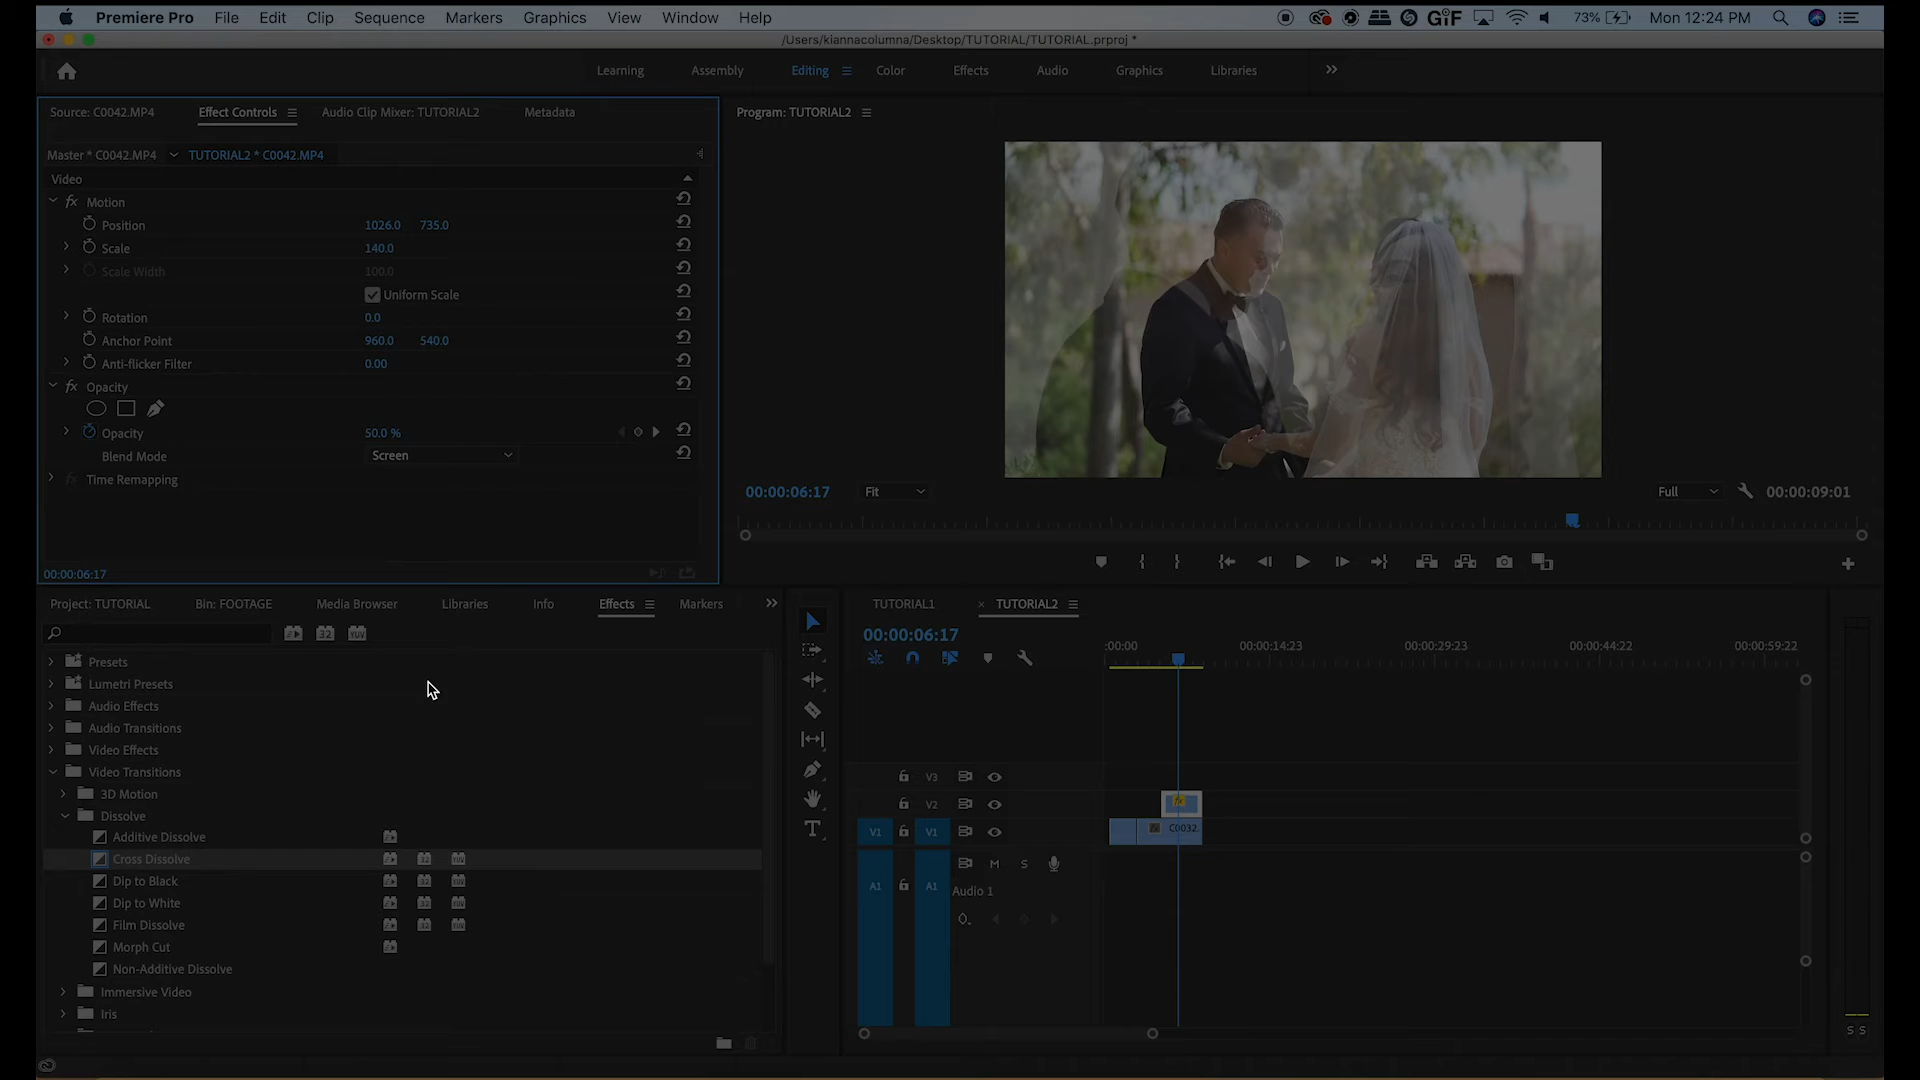 Premiere Pro File Edit Clip Sequence Markers Graphics View Window Help GiF 73% Mon 12:24 PM
/Users/kiannacolumna/Desktop/TUTORIAL/TUTORIAL.prproj *
Learning Assembly Editing Color Effects Audio Graphics Libraries
Source: C0042.MP4 Effect Controls Audio Clip Mixer: TUTORIAL2 Metadata
Program: TUTORIAL2
Master * C0042.MP4 TUTORIAL2 * C0042.MP4
Video
fx Motion
Position 1026.0 735.0
Scale 140.0
Scale Width 100.0
Uniform Scale
Rotation 0.0
Anchor Point 960.0 540.0
Anti-flicker Filter 0.00
fx Opacity
Opacity 50.0 %
Blend Mode Screen
fx Time Remapping
00:00:06:17
00:00:06:17 Fit Full 00:00:09:01
Project: TUTORIAL Bin: FOOTAGE Media Browser Libraries Info Effects Markers
32 YUV
Presets
Lumetri Presets
Audio Effects
Audio Transitions
Video Effects
Video Transitions
3D Motion
Dissolve
Additive Dissolve
Cross Dissolve
Dip to Black
Dip to White
Film Dissolve
Morph Cut
Non-Additive Dissolve
Immersive Video
Iris
TUTORIAL1 × TUTORIAL2
00:00:06:17
:00:00 00:00:14:23 00:00:29:23 00:00:44:22 00:00:59:22
V3
V2 fx
V1 V1 C0032.
M S
A1 A1 Audio 1
S S